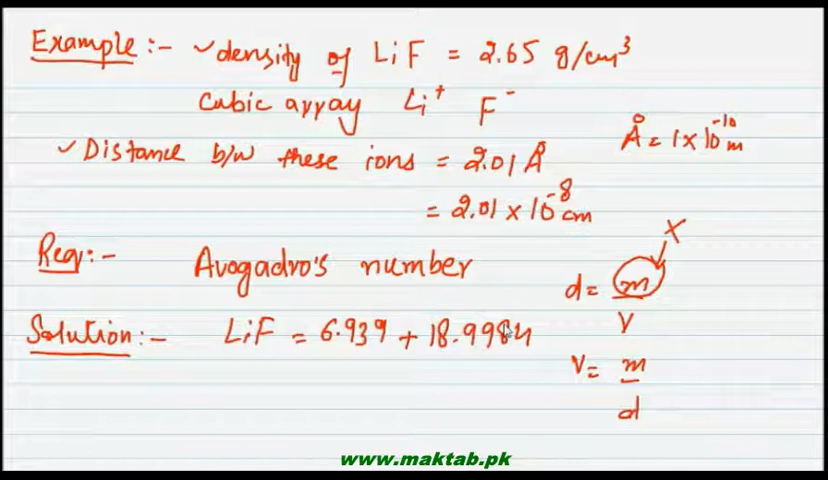 Example :- ✓density of LiF = 2.65 g/cm³
Cubic array Li⁺ F⁻
Å = 1 × 10⁻¹⁰ m
✓ Distance b/w these ions = 2.01 Å
= 2.01 × 10⁻⁸ cm
x
Req :- Avogadro's number
d = m
V
Solution :- LiF = 6.939 + 18.9984
V = m
d
www.maktab.pk